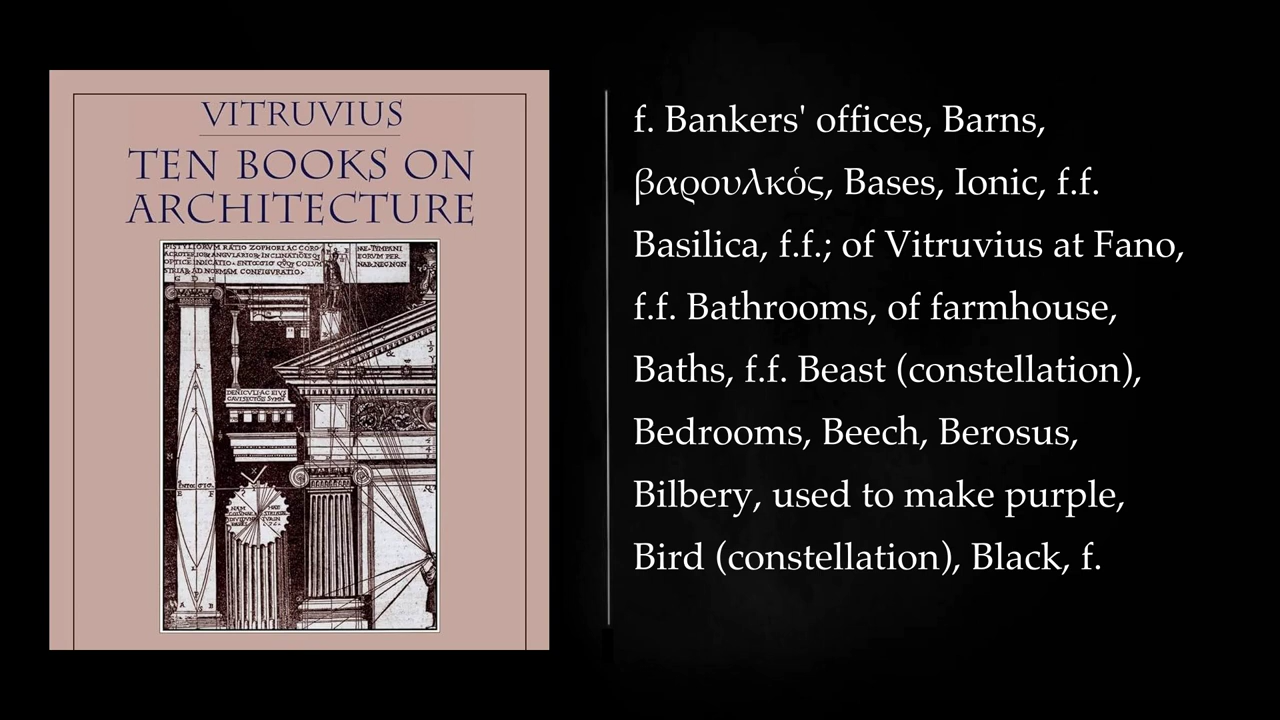 VITRUVIUS
TEN BOOKS ON
ARCHITECTURE
f. Bankers' offices, Barns,
βαρουλκός, Bases, Ionic, f.f.
Basilica, f.f.; of Vitruvius at Fano,
f.f. Bathrooms, of farmhouse,
Baths, f.f. Beast (constellation),
Bedrooms, Beech, Berosus,
Bilbery, used to make purple,
Bird (constellation), Black, f.